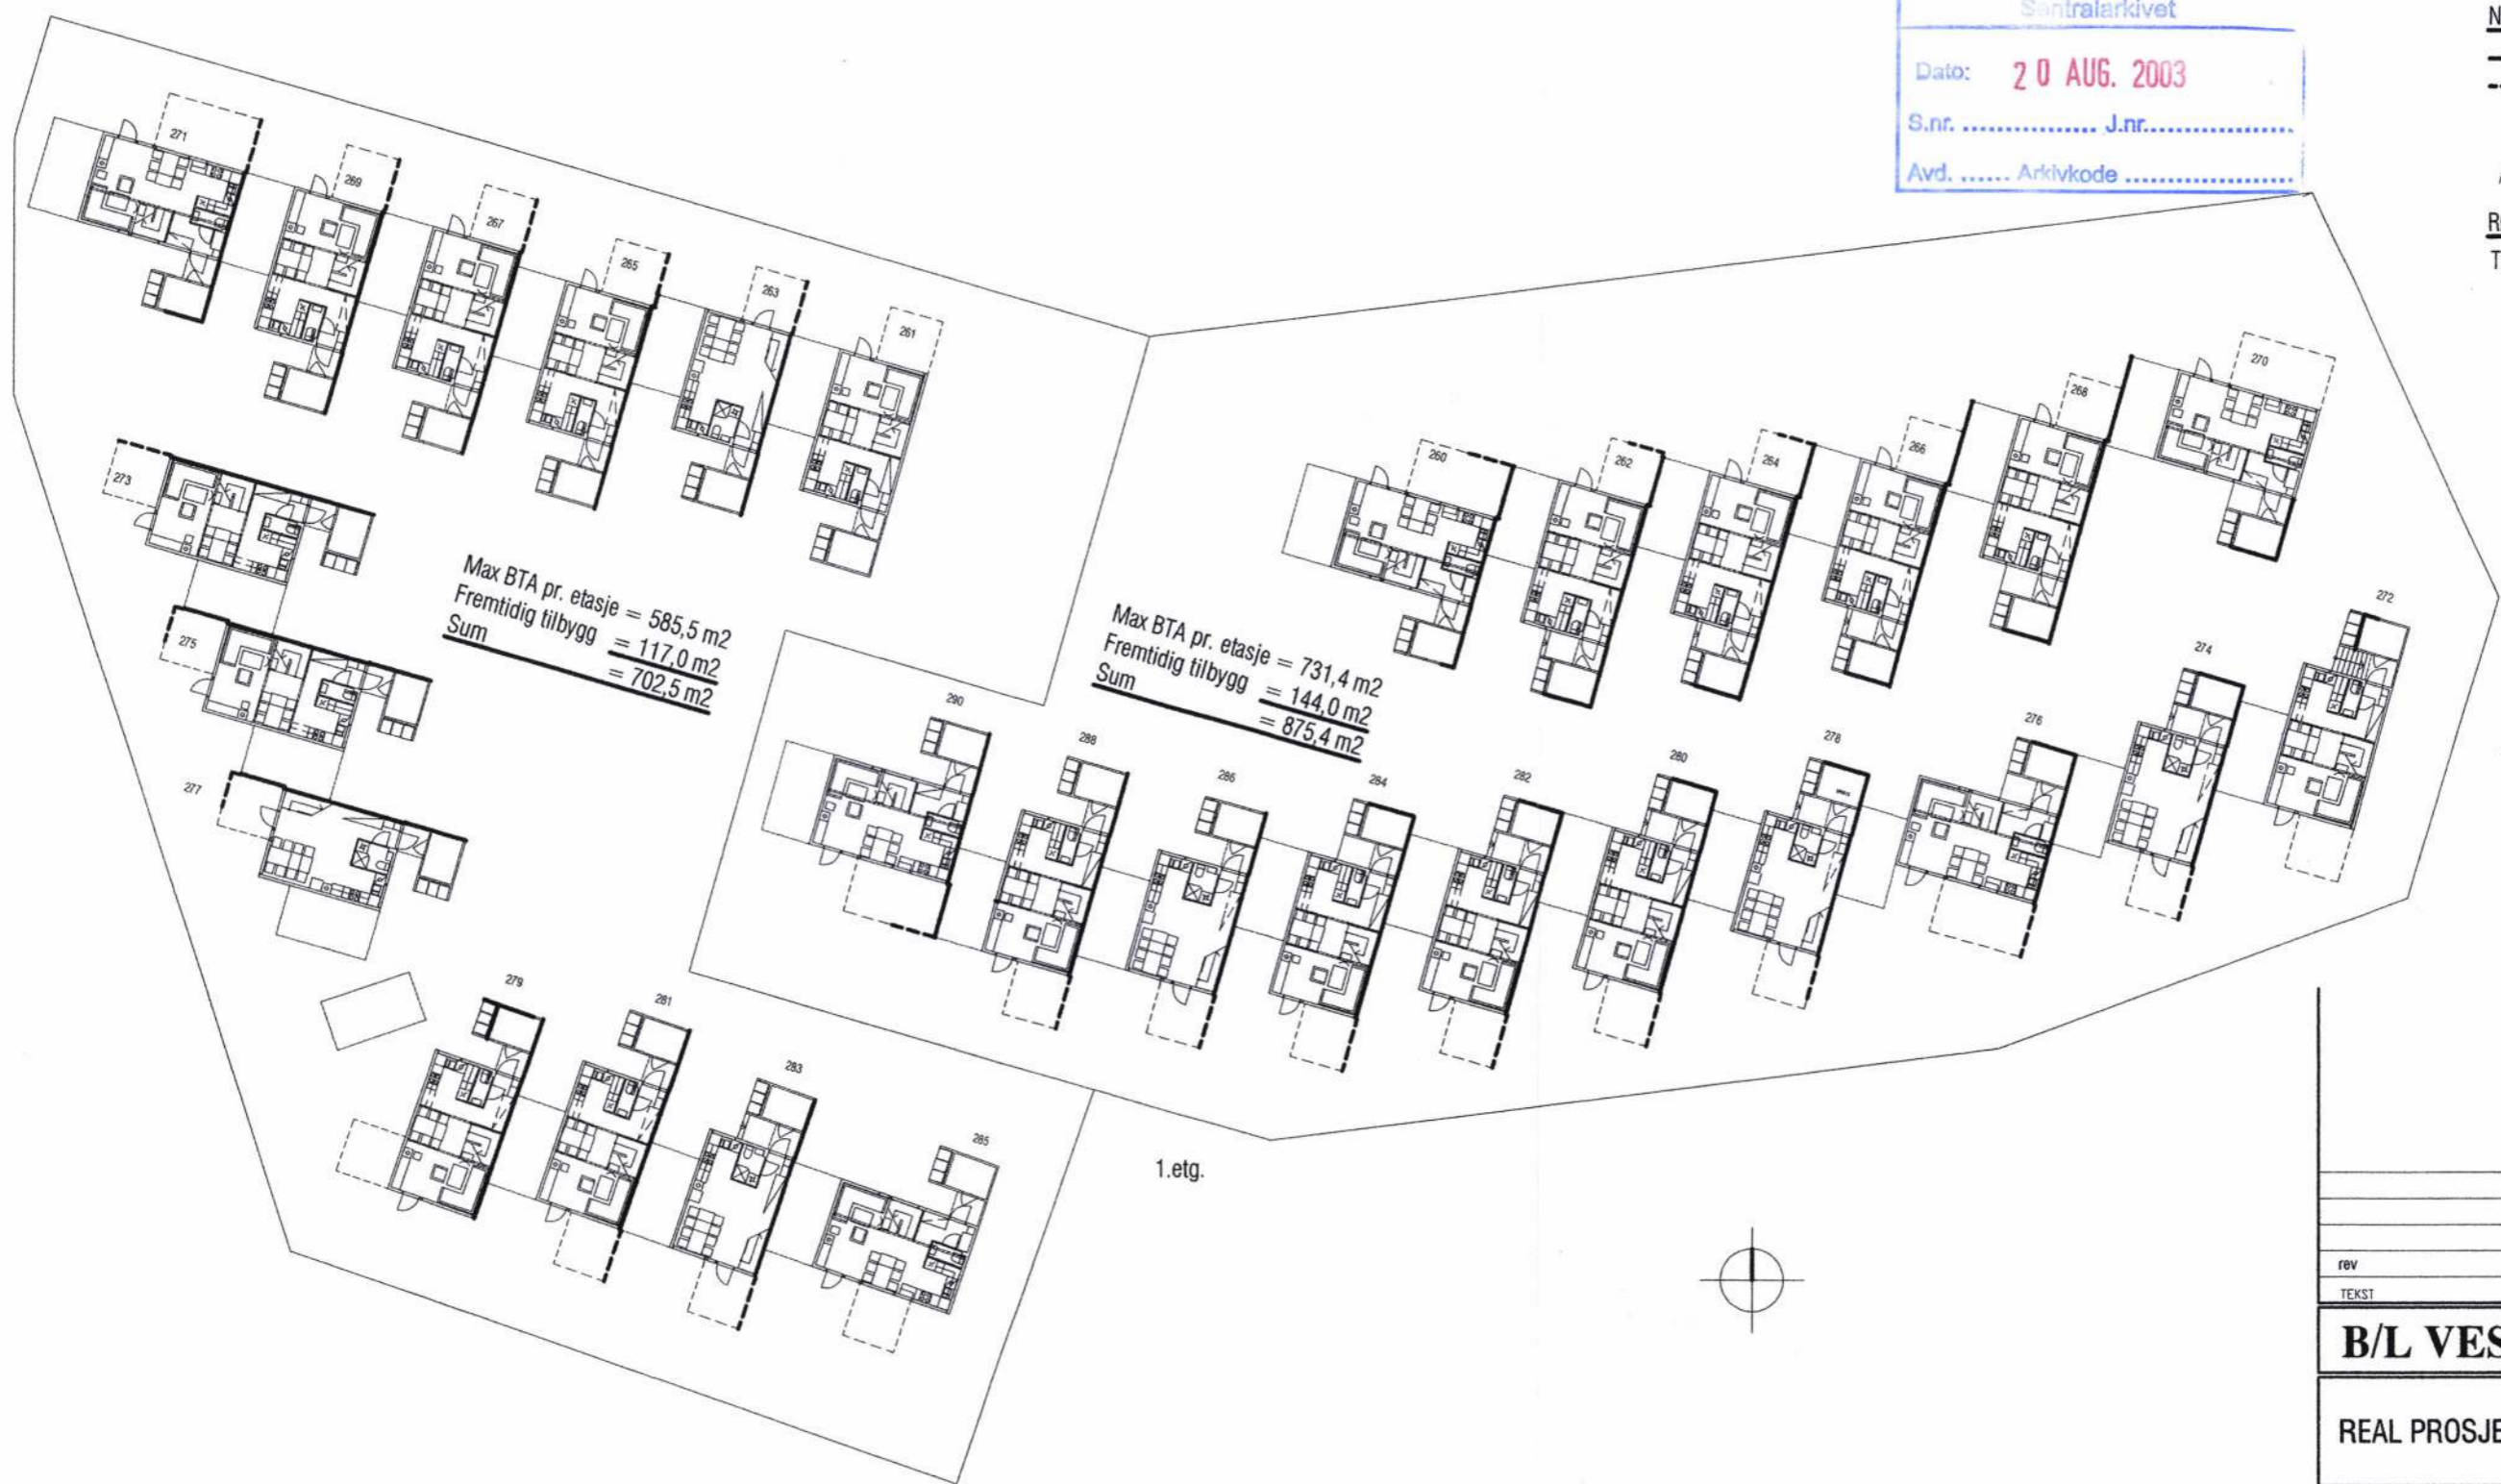 Sentralarkivet
Dato: 20 AUG. 2003
S.nr. ................ J.nr.................
Avd. ...... Arkivkode ....................
N
R
T
271
269
267
265
263
261
273
275
277
Max BTA pr. etasje = 585,5 m2
Fremtidig tilbygg = 117,0 m2
Sum = 702,5 m2
260
262
264
266
268
270
272
274
276
278
280
282
284
286
288
290
Max BTA pr. etasje = 731,4 m2
Fremtidig tilbygg = 144,0 m2
Sum = 875,4 m2
279
281
283
285
1.etg.
rev
TEKST
B/L VES
REAL PROSJE